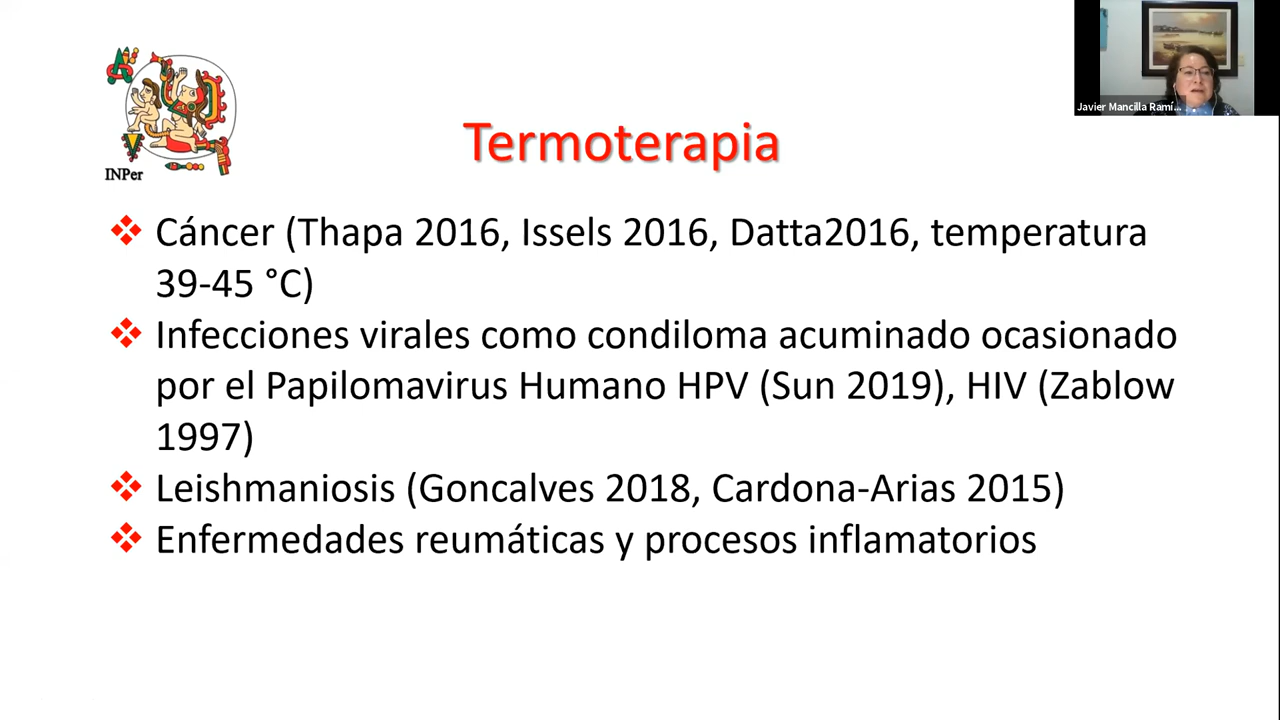 Javier Mancilla Ramí...
INPer
Termoterapia
❖ Cáncer (Thapa 2016, Issels 2016, Datta2016, temperatura
39-45 °C)
❖ Infecciones virales como condiloma acuminado ocasionado
por el Papilomavirus Humano HPV (Sun 2019), HIV (Zablow
1997)
❖ Leishmaniosis (Goncalves 2018, Cardona-Arias 2015)
❖ Enfermedades reumáticas y procesos inflamatorios